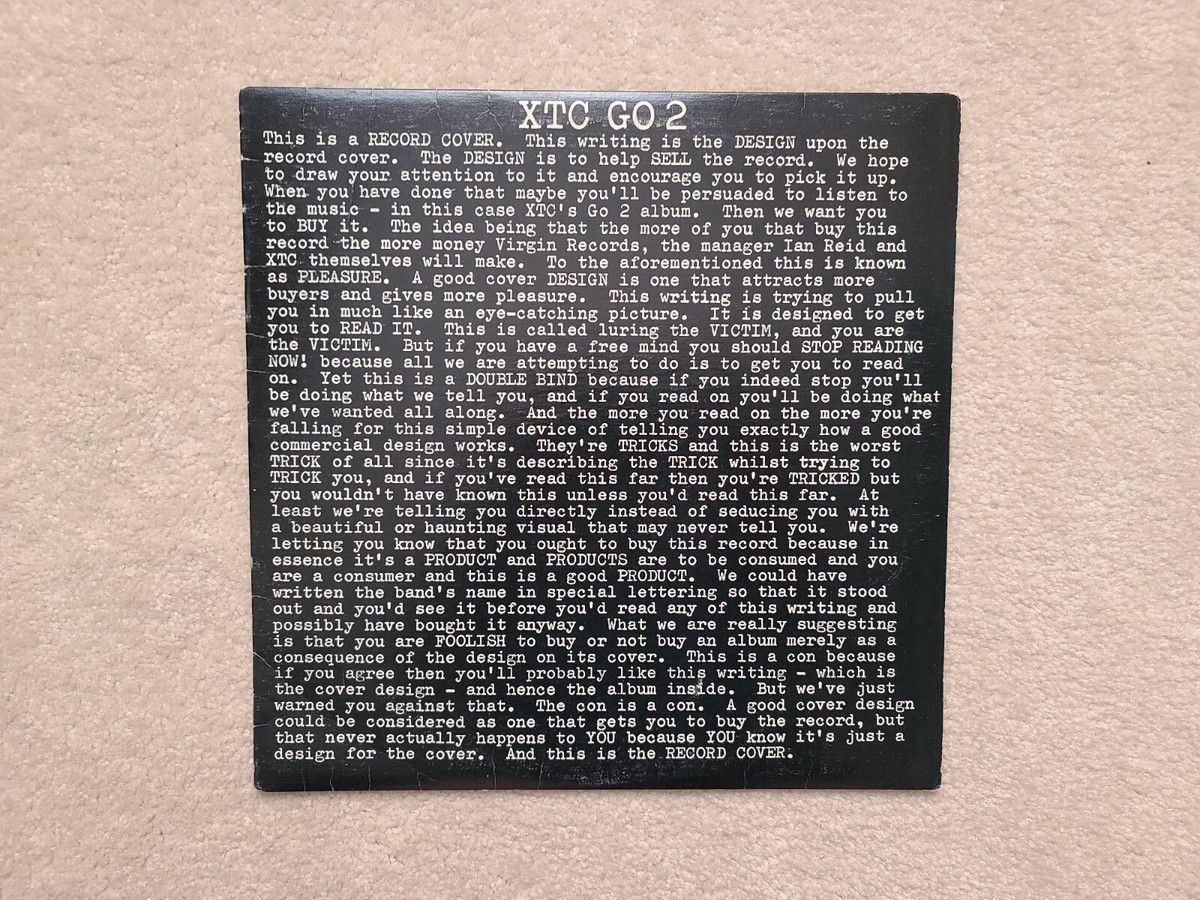 XTC GO 2
This is a RECORD COVER. This writing is the DESIGN upon the
record cover. The DESIGN is to help SELL the record. We hope
to draw your attention to it and encourage you to pick it up.
When you have done that maybe you'll be persuaded to listen to
the music - in this case XTC's Go 2 album. Then we want you
to BUY it. The idea being that the more of you that buy this
record the more money Virgin Records, the manager Ian Reid and
XTC themselves will make. To the aforementioned this is known
as PLEASURE. A good cover DESIGN is one that attracts more
buyers and gives more pleasure. This writing is trying to pull
you in much like an eye-catching picture. It is designed to get
you to READ IT. This is called luring the VICTIM, and you are
the VICTIM. But if you have a free mind you should STOP READING
NOW! because all we are attempting to do is to get you to read
on. Yet this is a DOUBLE BIND because if you indeed stop you'll
be doing what we tell you, and if you read on you'll be doing what
we've wanted all along. And the more you read on the more you're
falling for this simple device of telling you exactly how a good
commercial design works. They're TRICKS and this is the worst
TRICK of all since it's describing the TRICK whilst trying to
TRICK you, and if you've read this far then you're TRICKED but
you wouldn't have known this unless you'd read this far. At
least we're telling you directly instead of seducing you with
a beautiful or haunting visual that may never tell you. We're
letting you know that you ought to buy this record because in
essence it's a PRODUCT and PRODUCTS are to be consumed and you
are a consumer and this is a good PRODUCT. We could have
written the band's name in special lettering so that it stood
out and you'd see it before you'd read any of this writing and
possibly have bought it anyway. What we are really suggesting
is that you are FOOLISH to buy or not buy an album merely as a
consequence of the design on its cover. This is a con because
if you agree then you'll probably like this writing - which is
the cover design - and hence the album inside. But we've just
warned you against that. The con is a con. A good cover design
could be considered as one that gets you to buy the record, but
that never actually happens to YOU because YOU know it's just a
design for the cover. And this is the RECORD COVER.